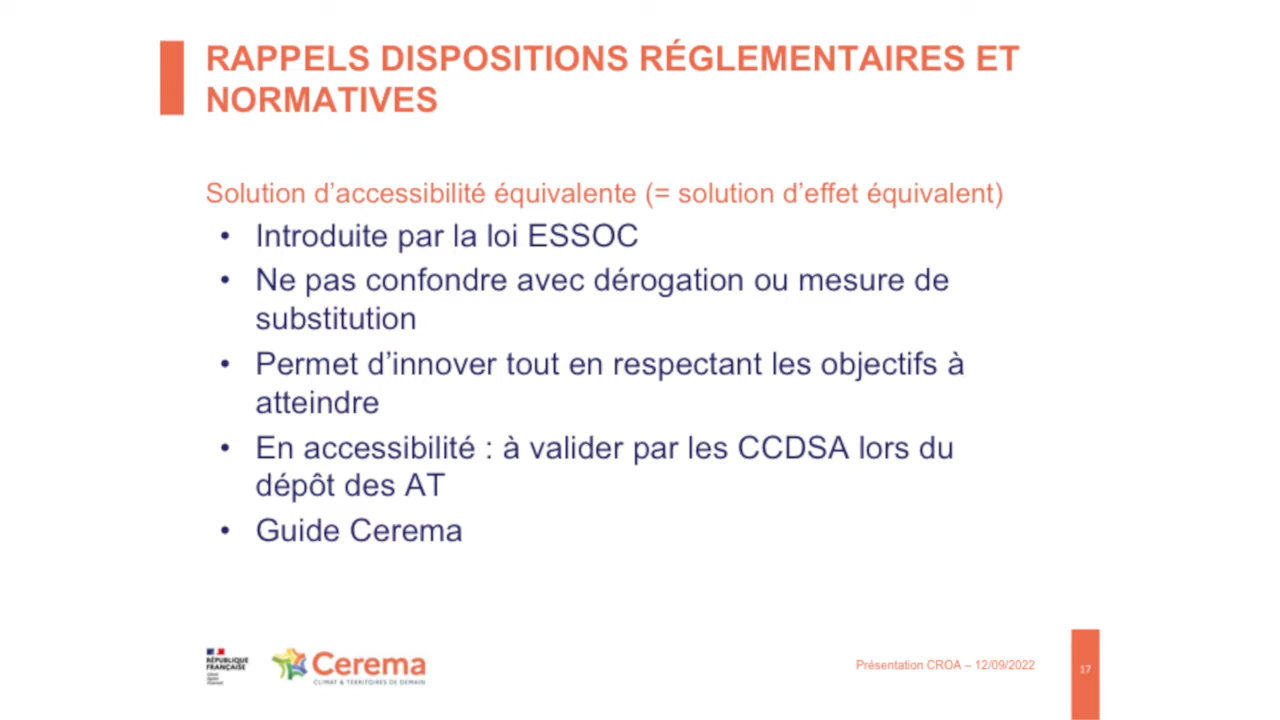 RAPPELS DISPOSITIONS RÉGLEMENTAIRES ET
NORMATIVES
Solution d’accessibilité équivalente (= solution d’effet équivalent)
• Introduite par la loi ESSOC
• Ne pas confondre avec dérogation ou mesure de
substitution
• Permet d’innover tout en respectant les objectifs à
atteindre
• En accessibilité : à valider par les CCDSA lors du
dépôt des AT
• Guide Cerema
RÉPUBLIQUE
FRANÇAISE
Cerema
CLIMAT & TERRITOIRES DE DEMAIN
Présentation CROA – 12/09/2022
17